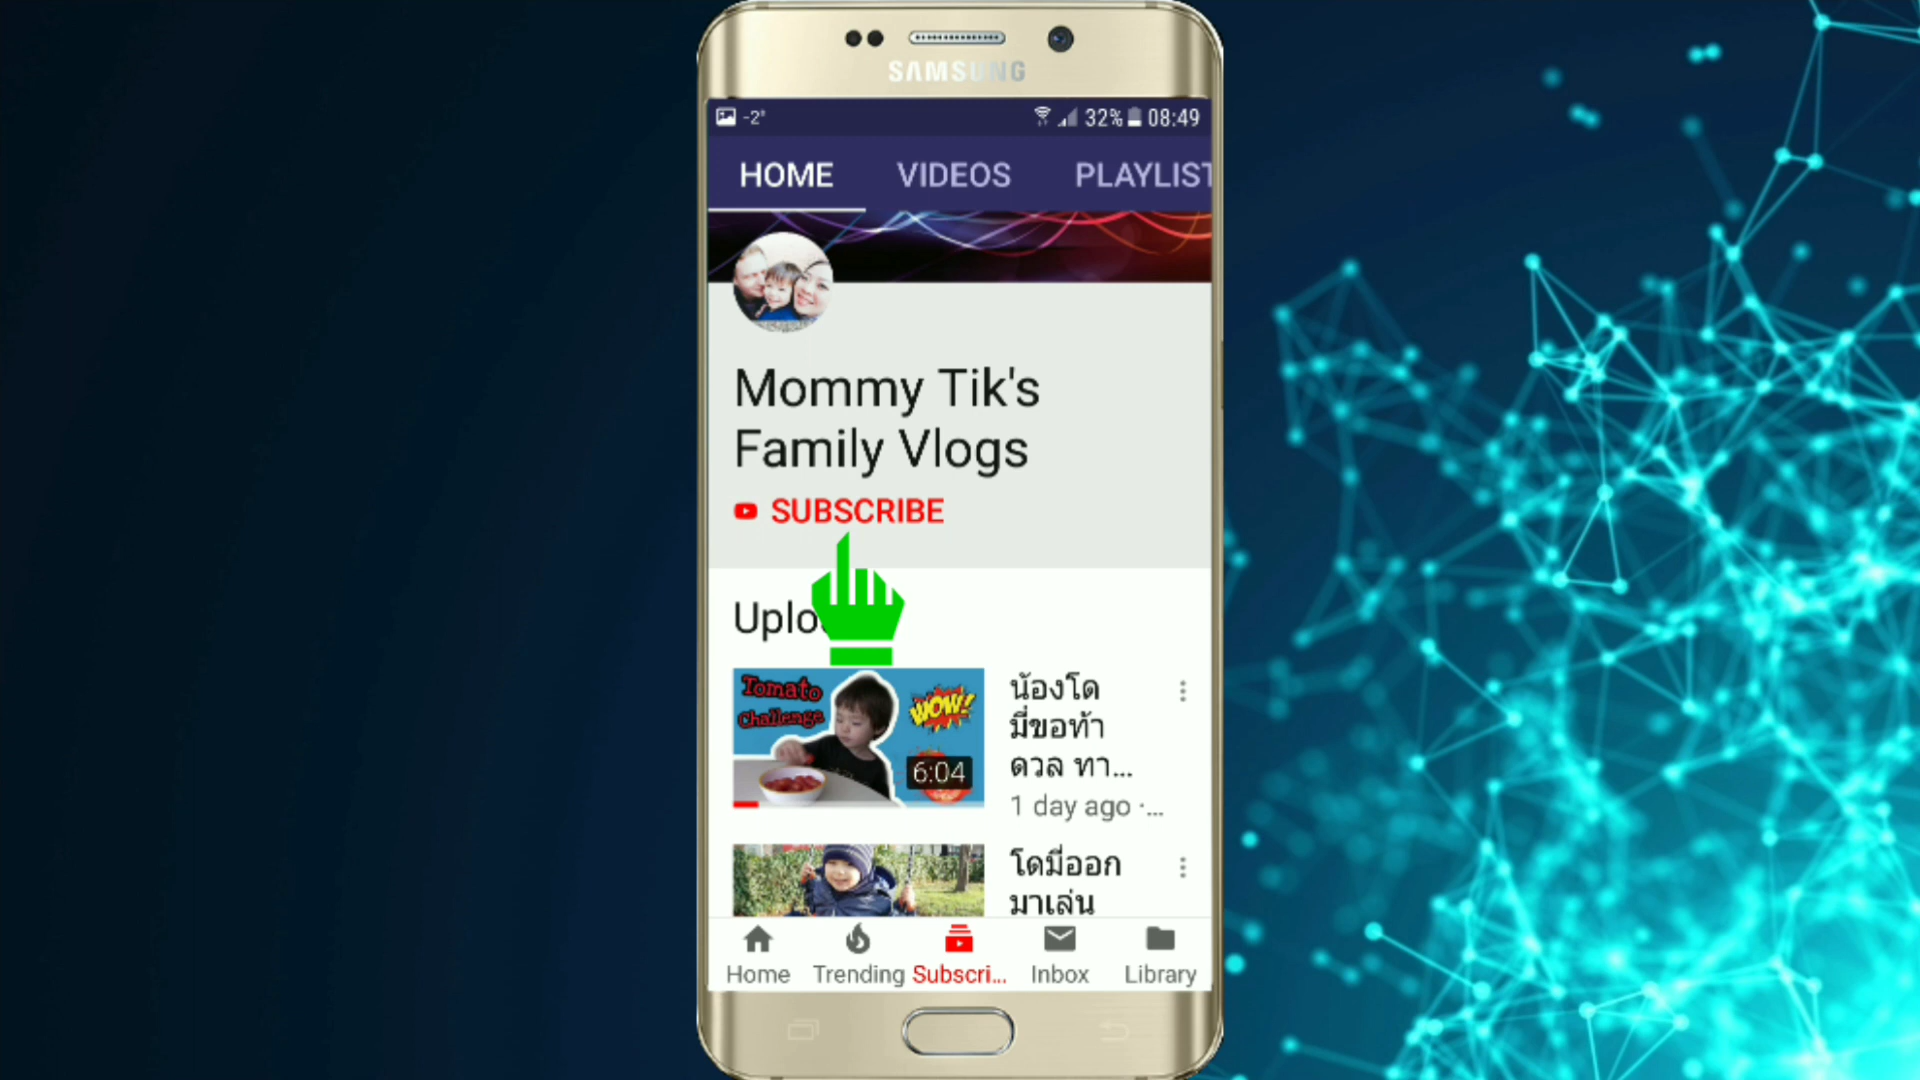 SAMSUNG
-2° 32% 08:49
HOME VIDEOS PLAYLIST
Mommy Tik's
Family Vlogs
SUBSCRIBE
Uplo
Tomato
Challenge
WOW!
6:04
น้องโด
มี่ขอท้า
ดวล ทา...
1 day ago ·...
โดมี่ออก
มาเล่น
Home Trending Subscri... Inbox Library